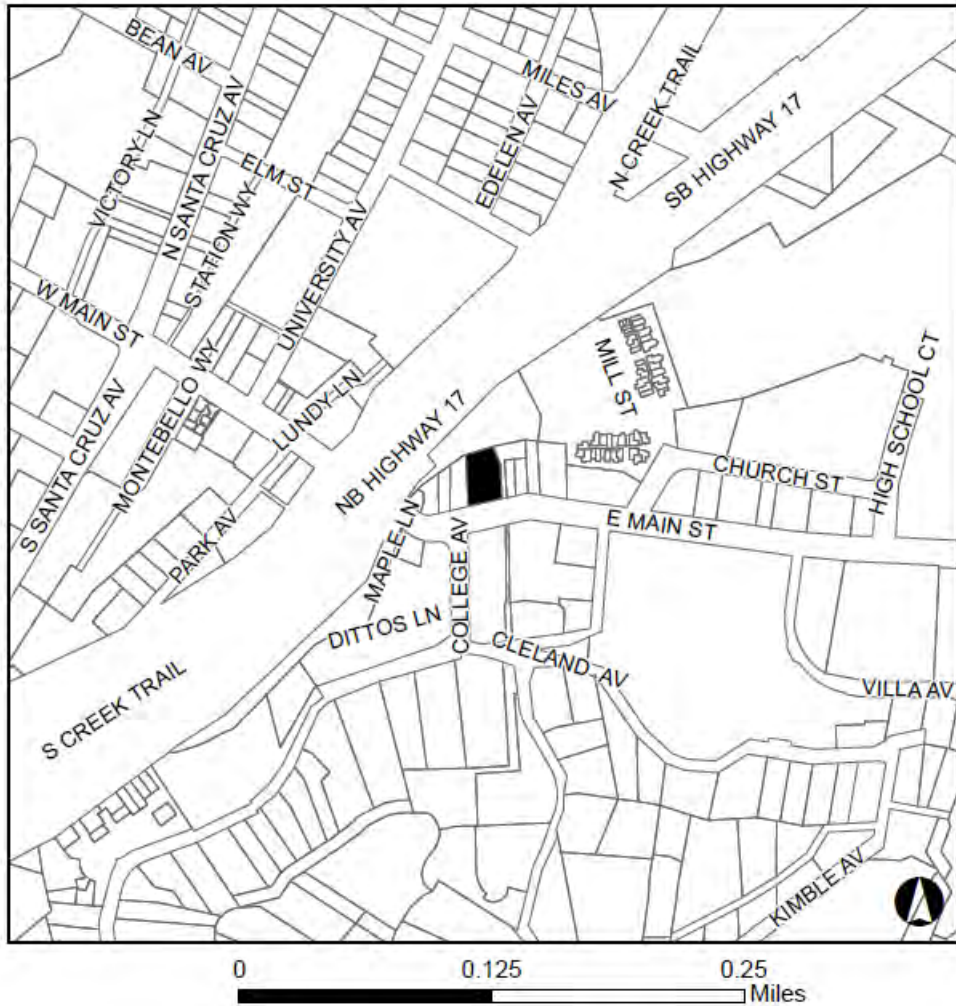 BEAN AV
MILES AV
N CREEK TRAIL
SB HIGHWAY 17
VICTORY LN
N SANTA CRUZ AV
ELM ST
EDELEN AV
STATION WY
UNIVERSITY AV
W MAIN ST
MILL ST
HIGH SCHOOL CT
LUNDY LN
MONTEBELLO WY
S SANTA CRUZ AV
NB HIGHWAY 17
CHURCH ST
E MAIN ST
PARK AV
MAPLE LN
COLLEGE AV
DITTOS LN
CLELAND AV
VILLA AV
S CREEK TRAIL
KIMBLE AV
0 0.125 0.25
Miles